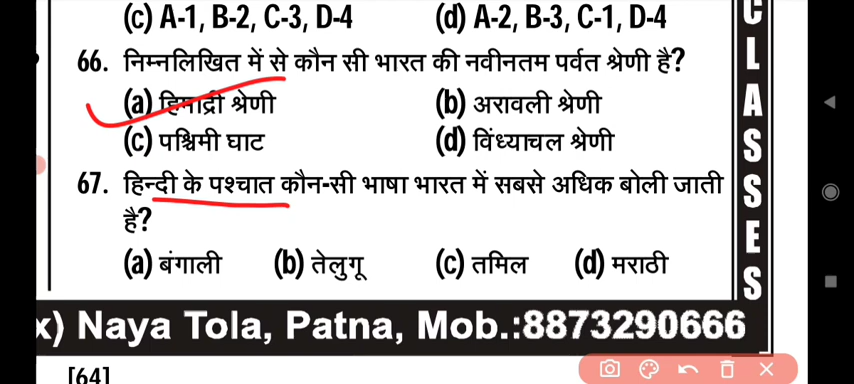 (c) A-1, B-2, C-3, D-4 (d) A-2, B-3, C-1, D-4
66. निम्नलिखित में से कौन सी भारत की नवीनतम पर्वत श्रेणी है?
(a) हिमाद्री श्रेणी (b) अरावली श्रेणी
(c) पश्चिमी घाट (d) विंध्याचल श्रेणी
67. हिन्दी के पश्चात कौन-सी भाषा भारत में सबसे अधिक बोली जाती
है?
(a) बंगाली (b) तेलुगू (c) तमिल (d) मराठी
x) Naya Tola, Patna, Mob.:8873290666
[64]
CLASSES